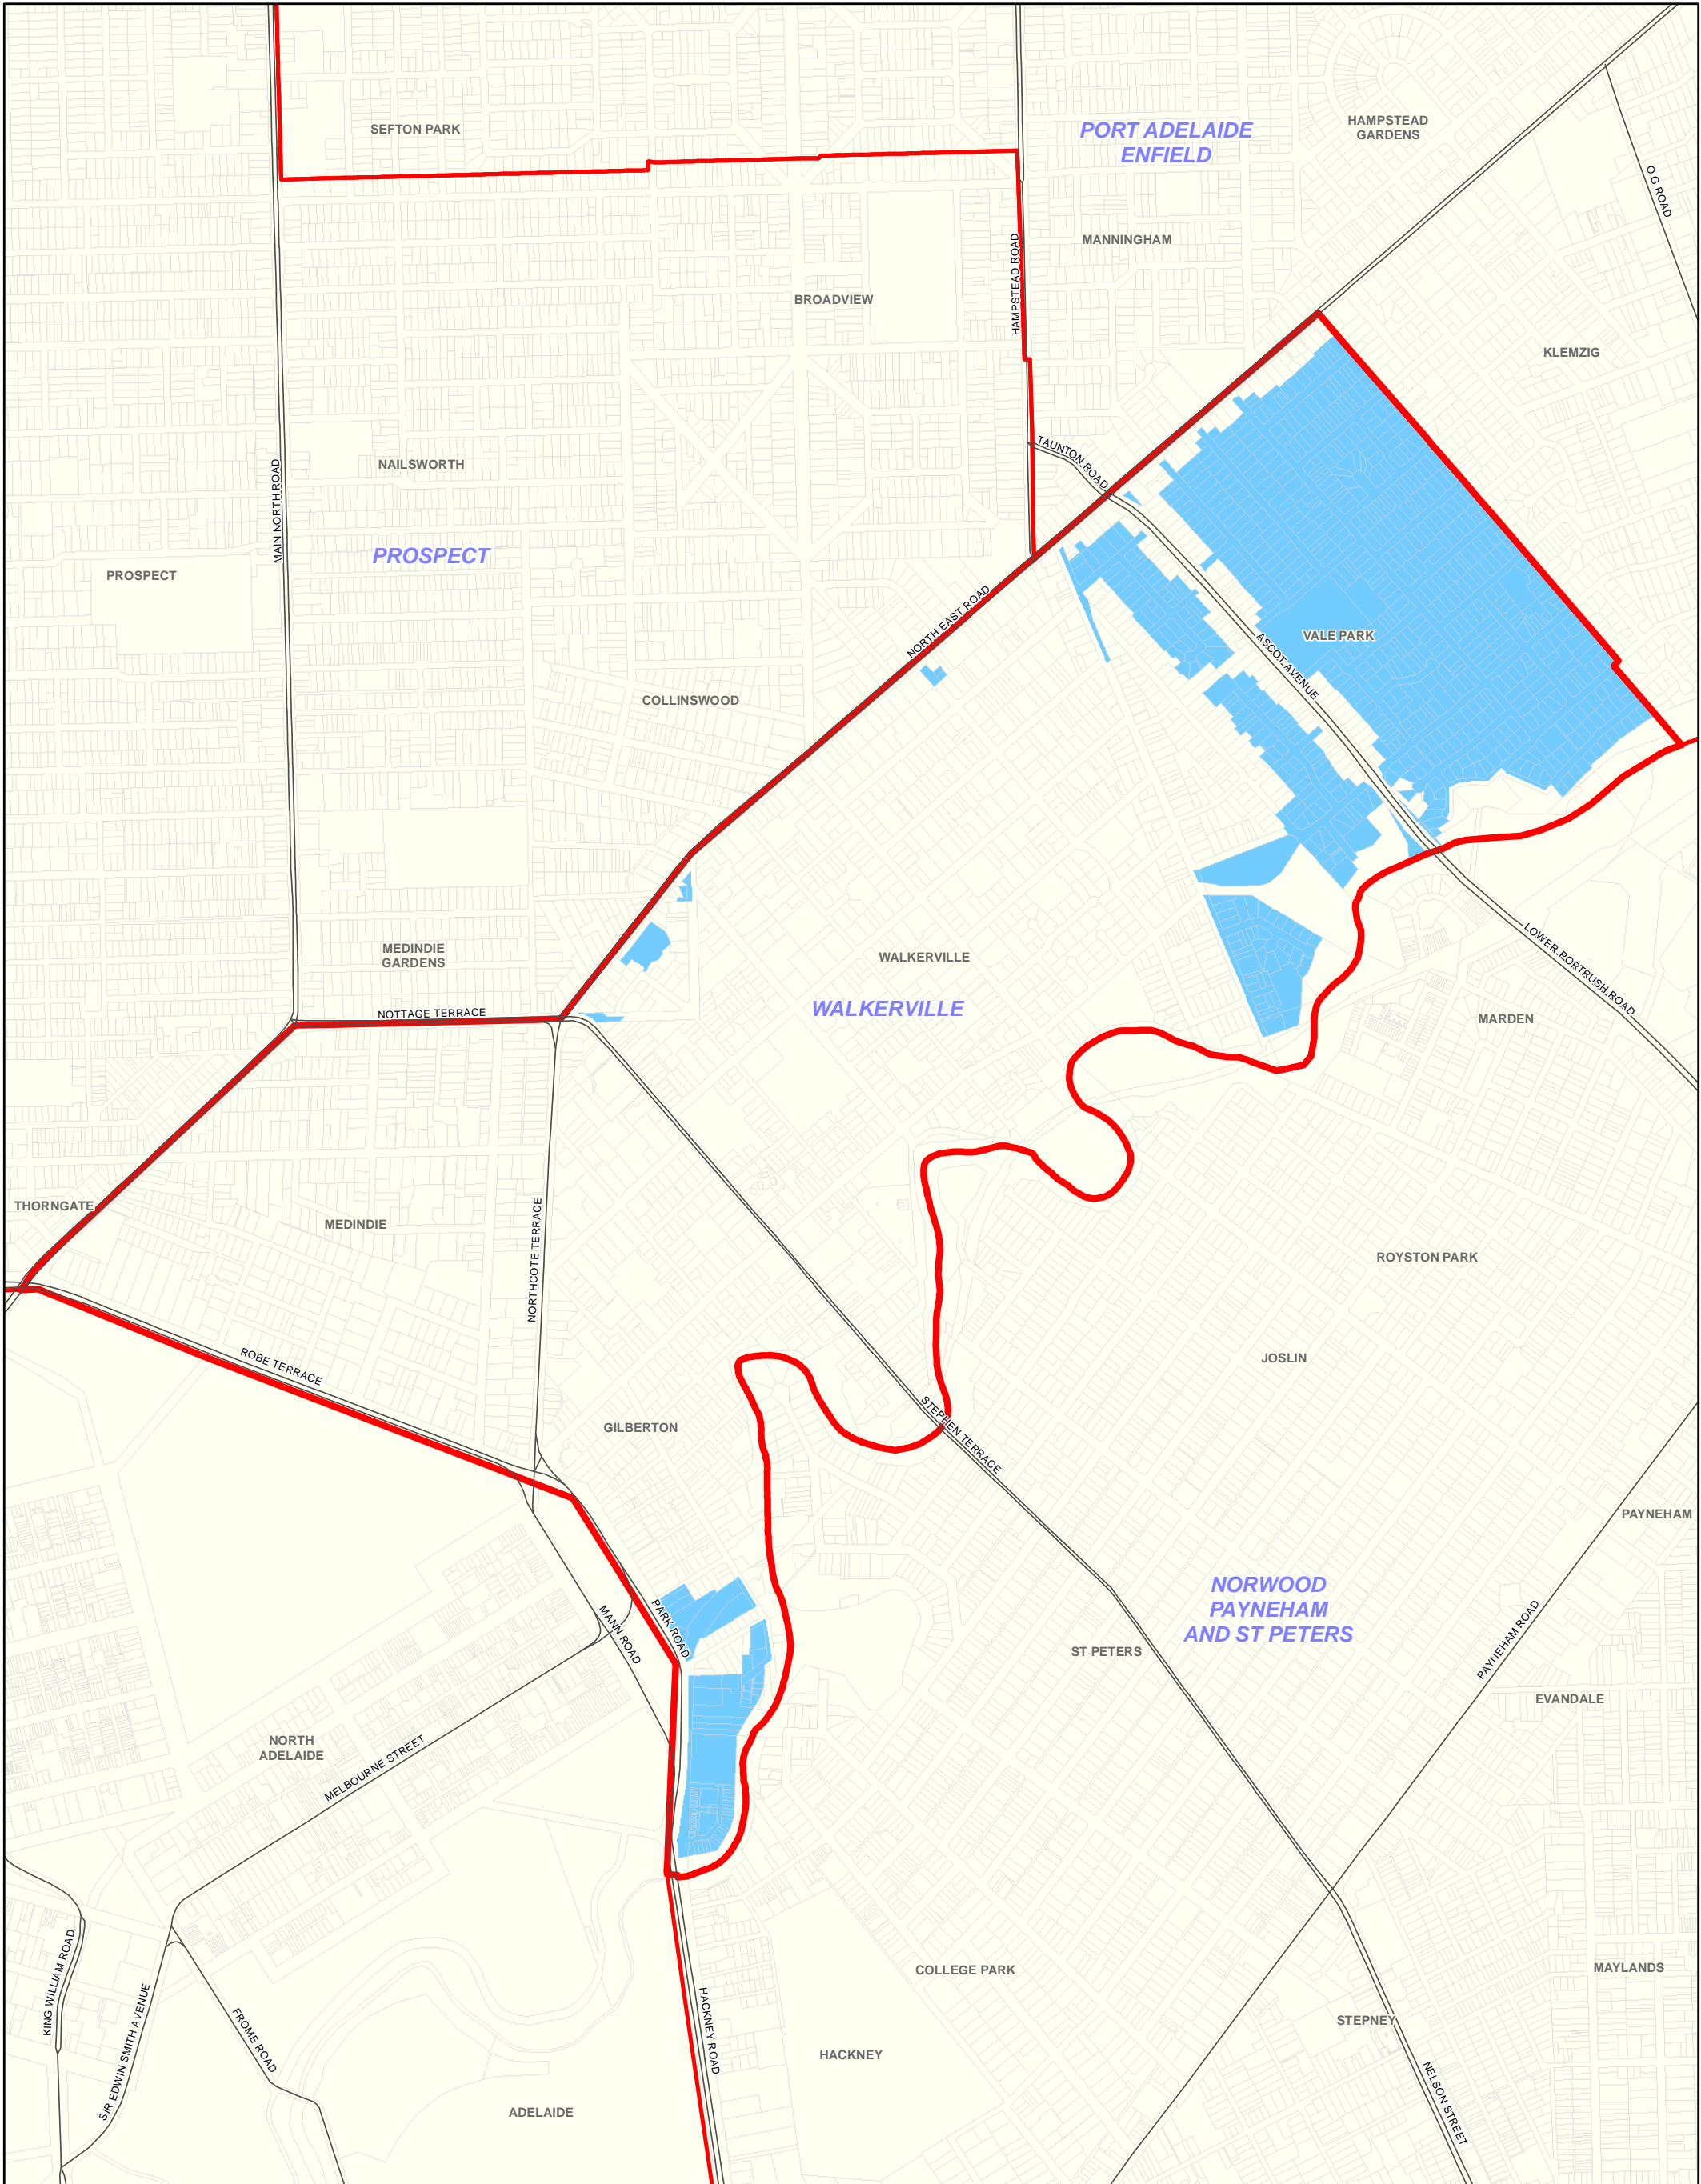 SEFTON PARK
PORT ADELAIDE
ENFIELD
HAMPSTEAD
GARDENS
O G ROAD
MANNINGHAM
HAMPSTEAD ROAD
BROADVIEW
KLEMZIG
TAUNTON ROAD
NAILSWORTH
MAIN NORTH ROAD
PROSPECT
PROSPECT
NORTH EAST ROAD
VALE PARK
ASCOT AVENUE
COLLINSWOOD
MEDINDIE
GARDENS
WALKERVILLE
WALKERVILLE
LOWER PORTRUSH ROAD
NOTTAGE TERRACE
MARDEN
THORNGATE
MEDINDIE
NORTHCOTE TERRACE
ROYSTON PARK
ROBE TERRACE
JOSLIN
GILBERTON
STEPHEN TERRACE
PAYNEHAM
NORWOOD
PAYNEHAM
AND ST PETERS
MANN ROAD
PARK ROAD
ST PETERS
PAYNEHAM ROAD
EVANDALE
NORTH
ADELAIDE
MELBOURNE STREET
KING WILLIAM ROAD
SIR EDWIN SMITH AVENUE
FROME ROAD
COLLEGE PARK
MAYLANDS
HACKNEY ROAD
STEPNEY
HACKNEY
NELSON STREET
ADELAIDE